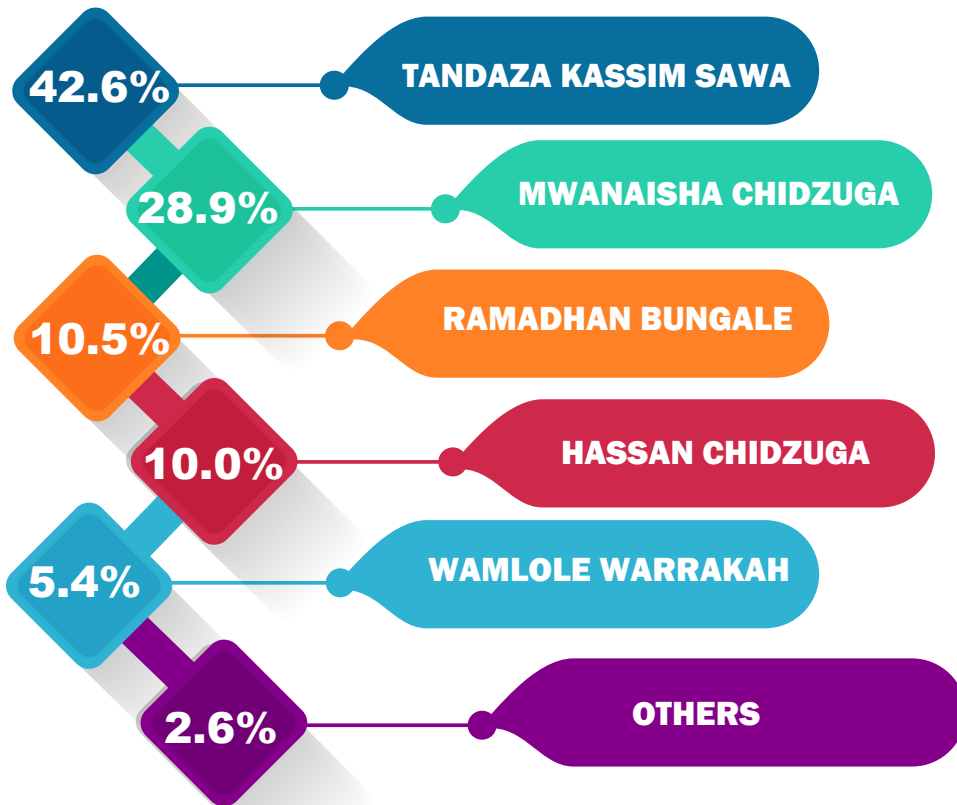 42.6% TANDAZA KASSIM SAWA
28.9% MWANAISHA CHIDZUGA
10.5% RAMADHAN BUNGALE
10.0% HASSAN CHIDZUGA
5.4% WAMLOLE WARRAKAH
2.6% OTHERS